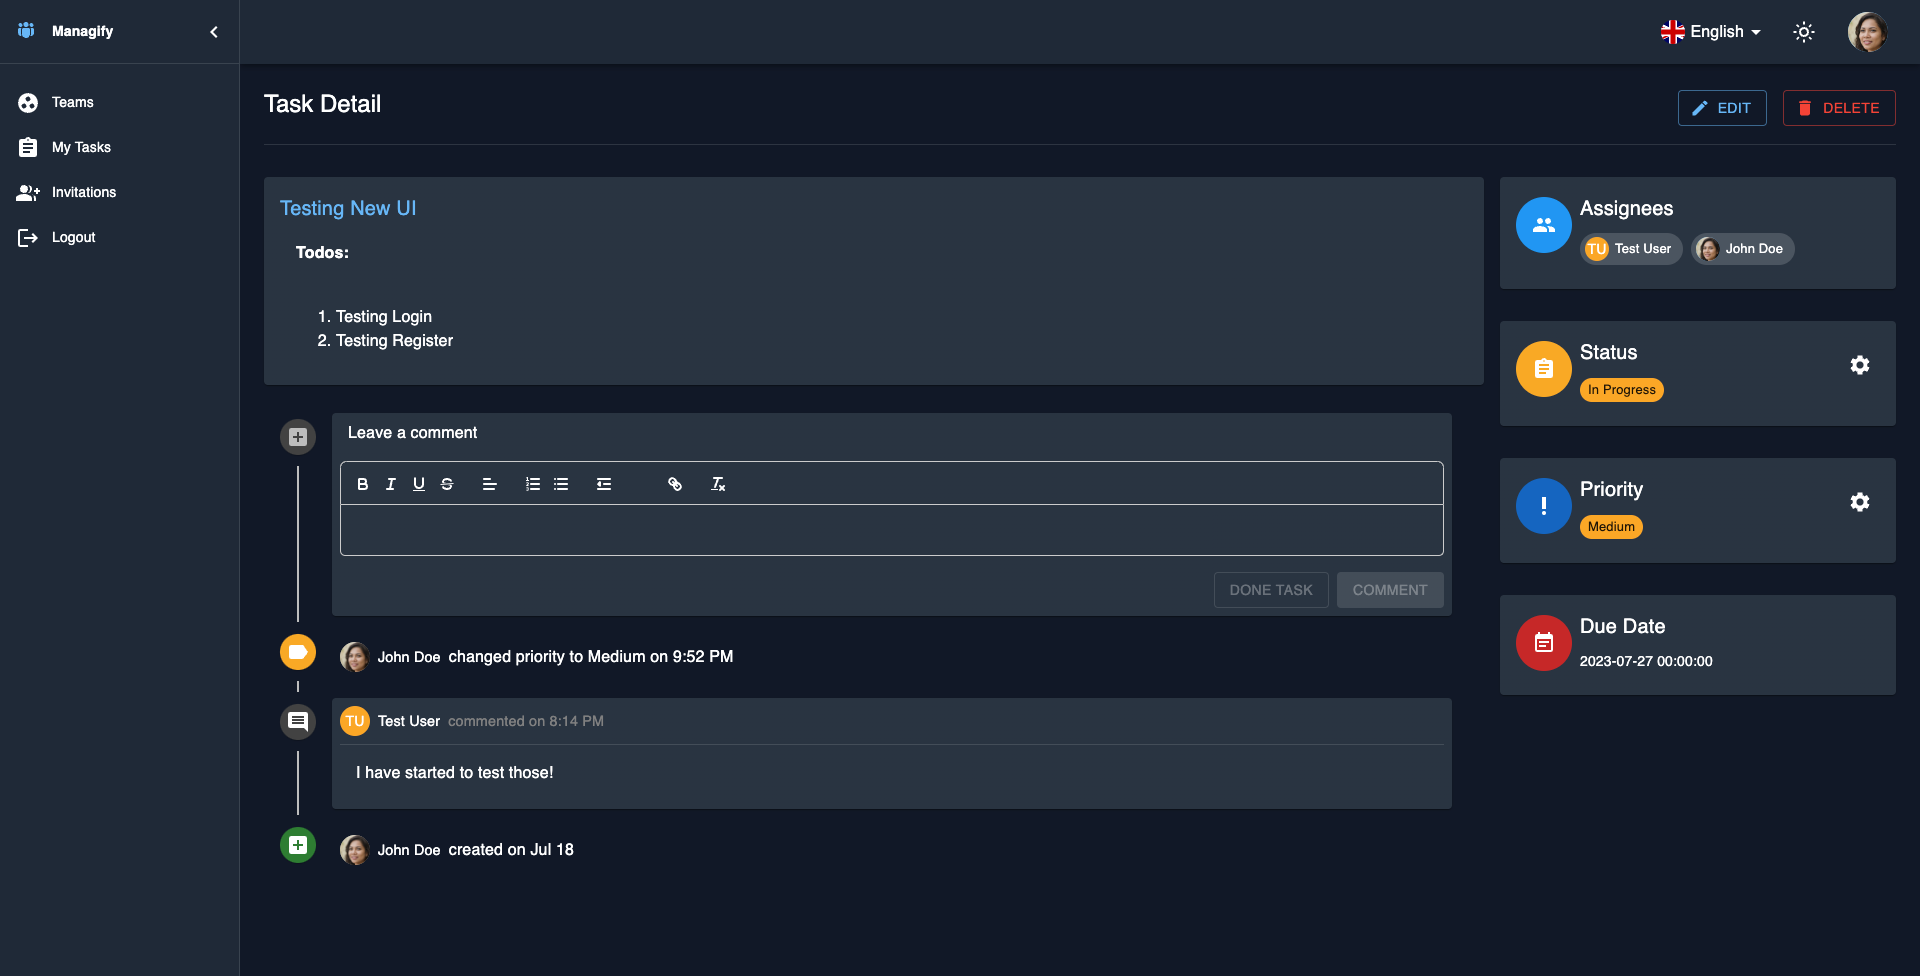 Managify
English
Teams
My Tasks
Invitations
Logout
Task Detail
EDIT
DELETE
Testing New UI
Todos:
1. Testing Login
2. Testing Register
Leave a comment
DONE TASK
COMMENT
John Doe changed priority to Medium on 9:52 PM
TU Test User commented on 8:14 PM
I have started to test those!
John Doe created on Jul 18
Assignees
TU Test User John Doe
Status
In Progress
Priority
Medium
Due Date
2023-07-27 00:00:00